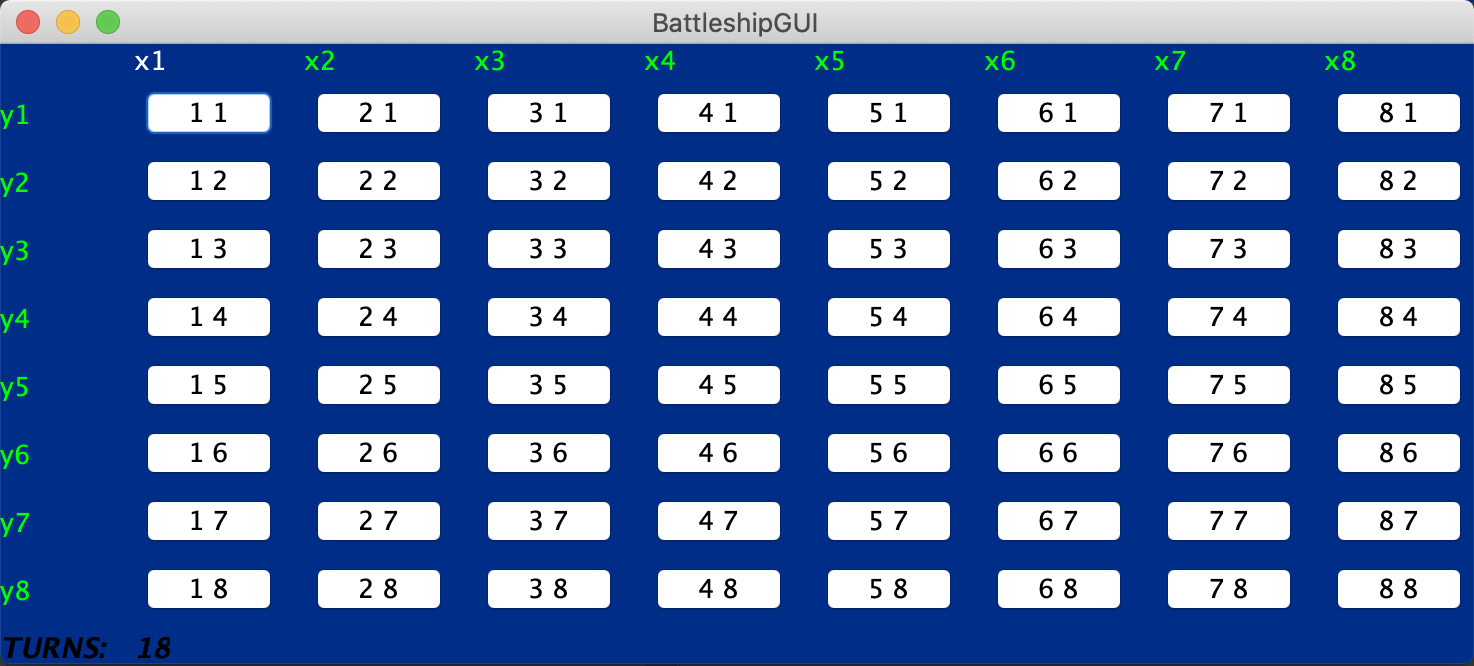 BattleshipGUI
x1 x2 x3 x4 x5 x6 x7 x8
y1 1 1 2 1 3 1 4 1 5 1 6 1 7 1 8 1
y2 1 2 2 2 3 2 4 2 5 2 6 2 7 2 8 2
y3 1 3 2 3 3 3 4 3 5 3 6 3 7 3 8 3
y4 1 4 2 4 3 4 4 4 5 4 6 4 7 4 8 4
y5 1 5 2 5 3 5 4 5 5 5 6 5 7 5 8 5
y6 1 6 2 6 3 6 4 6 5 6 6 6 7 6 8 6
y7 1 7 2 7 3 7 4 7 5 7 6 7 7 7 8 7
y8 1 8 2 8 3 8 4 8 5 8 6 8 7 8 8 8
TURNS: 18